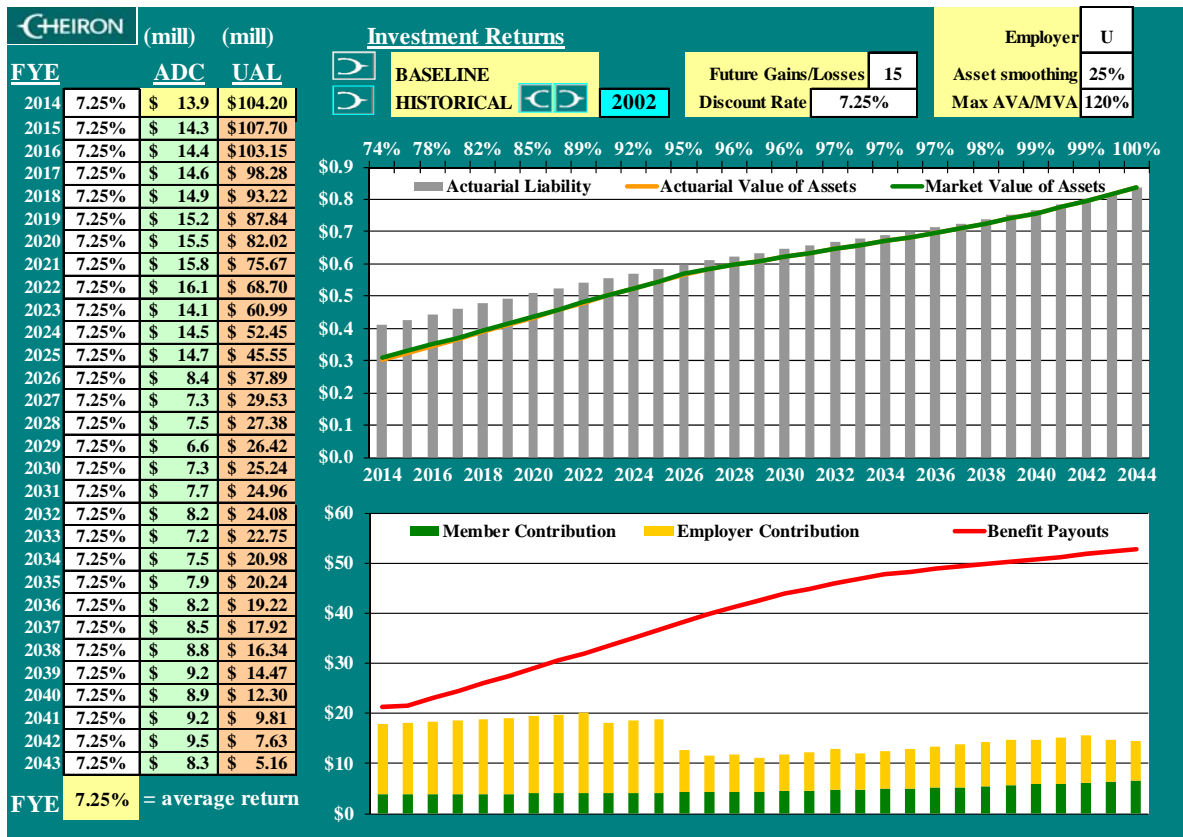 CHEIRON
(mill) (mill)
FYE ADC UAL
2014 7.25% $ 13.9 $104.20
2015 7.25% $ 14.3 $107.70
2016 7.25% $ 14.4 $103.15
2017 7.25% $ 14.6 $ 98.28
2018 7.25% $ 14.9 $ 93.22
2019 7.25% $ 15.2 $ 87.84
2020 7.25% $ 15.5 $ 82.02
2021 7.25% $ 15.8 $ 75.67
2022 7.25% $ 16.1 $ 68.70
2023 7.25% $ 14.1 $ 60.99
2024 7.25% $ 14.5 $ 52.45
2025 7.25% $ 14.7 $ 45.55
2026 7.25% $ 8.4 $ 37.89
2027 7.25% $ 7.3 $ 29.53
2028 7.25% $ 7.5 $ 27.38
2029 7.25% $ 6.6 $ 26.42
2030 7.25% $ 7.3 $ 25.24
2031 7.25% $ 7.7 $ 24.96
2032 7.25% $ 8.2 $ 24.08
2033 7.25% $ 7.2 $ 22.75
2034 7.25% $ 7.5 $ 20.98
2035 7.25% $ 7.9 $ 20.24
2036 7.25% $ 8.2 $ 19.22
2037 7.25% $ 8.5 $ 17.92
2038 7.25% $ 8.8 $ 16.34
2039 7.25% $ 9.2 $ 14.47
2040 7.25% $ 8.9 $ 12.30
2041 7.25% $ 9.2 $ 9.81
2042 7.25% $ 9.5 $ 7.63
2043 7.25% $ 8.3 $ 5.16
FYE 7.25% = average return
Investment Returns
BASELINE
HISTORICAL 2002
Future Gains/Losses 15
Discount Rate 7.25%
Employer U
Asset smoothing 25%
Max AVA/MVA 120%
74% 78% 82% 85% 89% 92% 95% 96% 96% 97% 97% 97% 98% 99% 99% 100%
Actuarial Liability Actuarial Value of Assets Market Value of Assets
$0.9
$0.8
$0.7
$0.6
$0.5
$0.4
$0.3
$0.2
$0.1
$0.0
2014 2016 2018 2020 2022 2024 2026 2028 2030 2032 2034 2036 2038 2040 2042 2044
Member Contribution Employer Contribution Benefit Payouts
$60
$50
$40
$30
$20
$10
$0